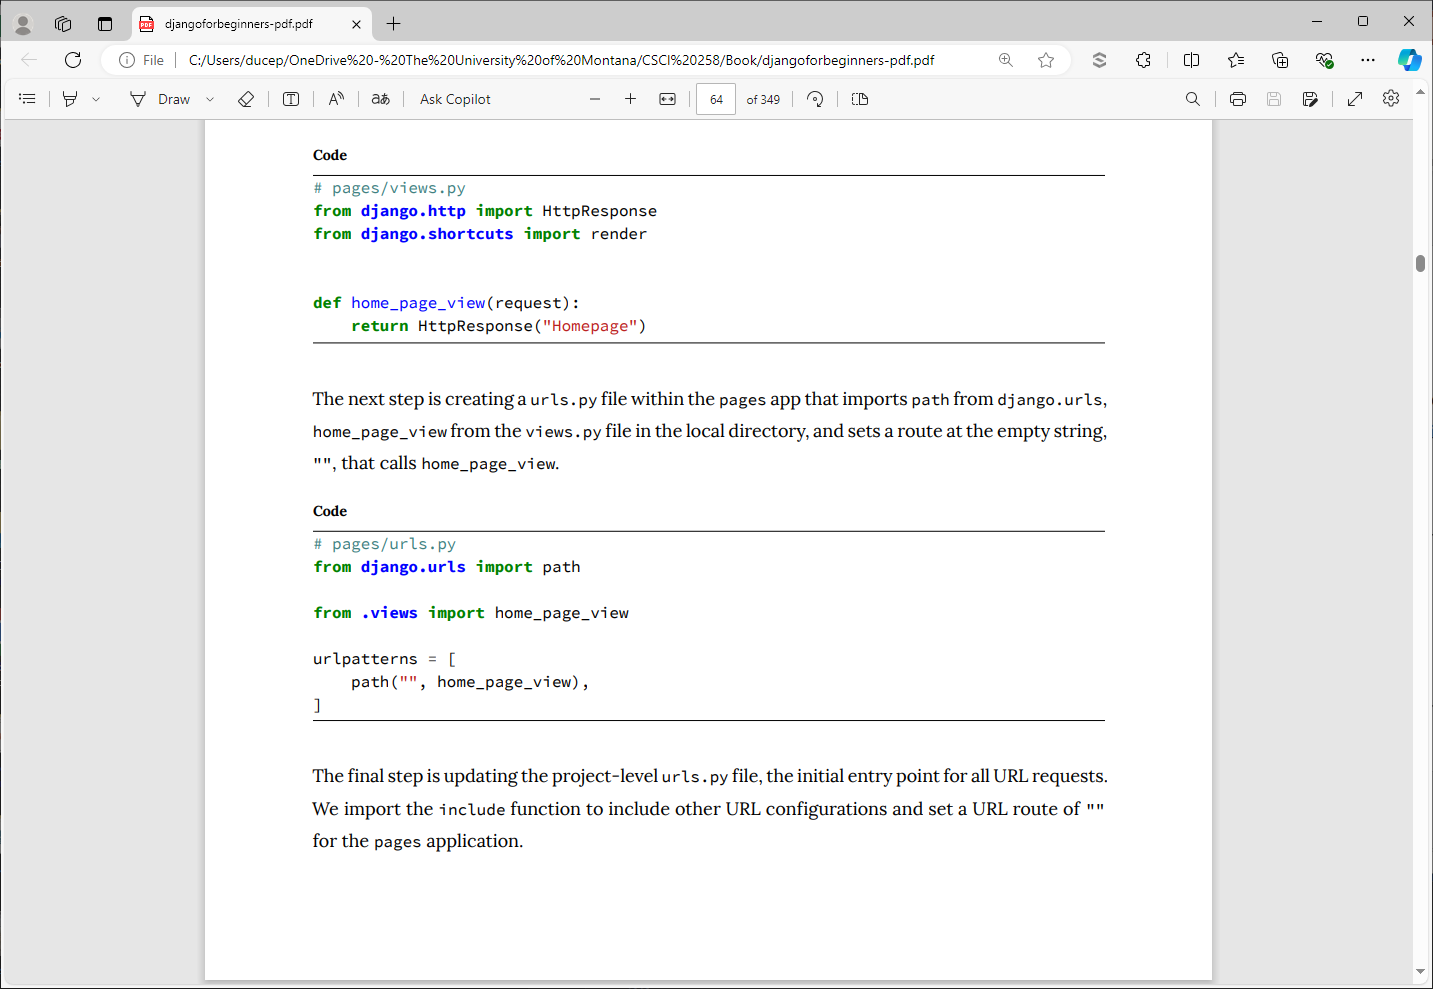 djangoforbeginners-pdf.pdf
File
C:/Users/ducep/OneDrive%20-%20The%20University%20of%20Montana/CSCI%20258/Book/djangoforbeginners-pdf.pdf
Draw
Ask Copilot
64 of 349
Code
# pages/views.py
from django.http import HttpResponse
from django.shortcuts import render
def home_page_view(request):
    return HttpResponse("Homepage")
The next step is creating a urls.py file within the pages app that imports path from django.urls,
home_page_view from the views.py file in the local directory, and sets a route at the empty string,
"", that calls home_page_view.
Code
# pages/urls.py
from django.urls import path
from .views import home_page_view
urlpatterns = [
    path("", home_page_view),
]
The final step is updating the project-level urls.py file, the initial entry point for all URL requests.
We import the include function to include other URL configurations and set a URL route of ""
for the pages application.